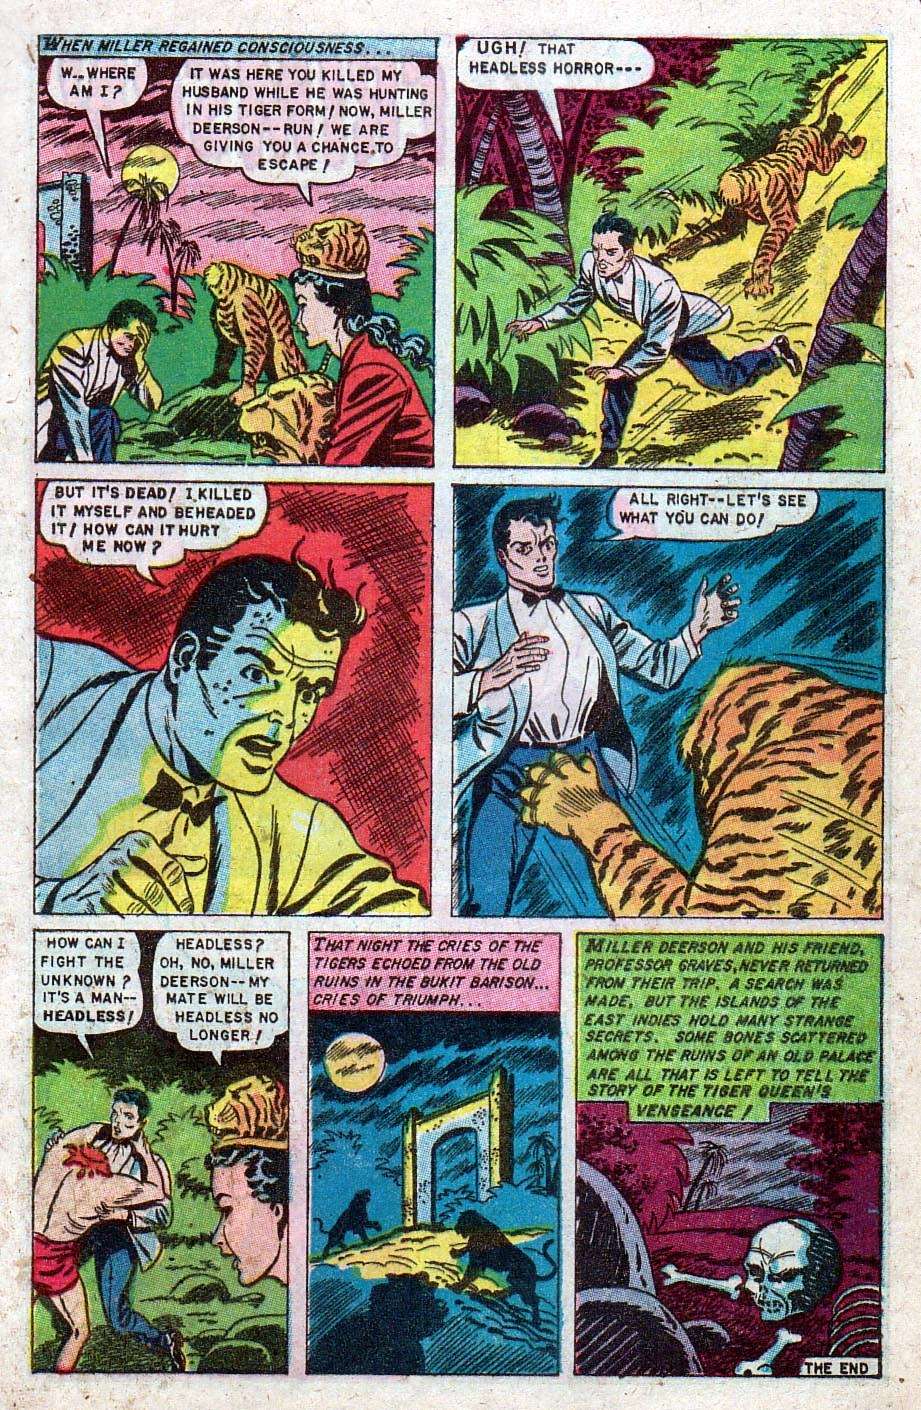 WHEN MILLER REGAINED CONSCIOUSNESS...
W...WHERE
AM I?
IT WAS HERE YOU KILLED MY
HUSBAND WHILE HE WAS HUNTING
IN HIS TIGER FORM! NOW, MILLER
DEERSON--RUN! WE ARE
GIVING YOU A CHANCE, TO
ESCAPE!
UGH! THAT
HEADLESS HORROR---
BUT IT'S DEAD! I KILLED
IT MYSELF AND BEHEADED
IT! HOW CAN IT HURT
ME NOW?
ALL RIGHT--LET'S SEE
WHAT YOU CAN DO!
HOW CAN I
FIGHT THE
UNKNOWN?
IT'S A MAN--
HEADLESS!
HEADLESS?
OH, NO, MILLER
DEERSON--MY
MATE WILL BE
HEADLESS NO
LONGER!
THAT NIGHT THE CRIES OF THE
TIGERS ECHOED FROM THE OLD
RUINS IN THE BUKIT BARISON...
CRIES OF TRIUMPH...
MILLER DEERSON AND HIS FRIEND,
PROFESSOR GRAVES, NEVER RETURNED
FROM THEIR TRIP. A SEARCH WAS
MADE, BUT THE ISLANDS OF THE
EAST INDIES HOLD MANY STRANGE
SECRETS. SOME BONES SCATTERED
AMONG THE RUINS OF AN OLD PALACE
ARE ALL THAT IS LEFT TO TELL THE
STORY OF THE TIGER QUEEN'S
VENGEANCE!
THE END